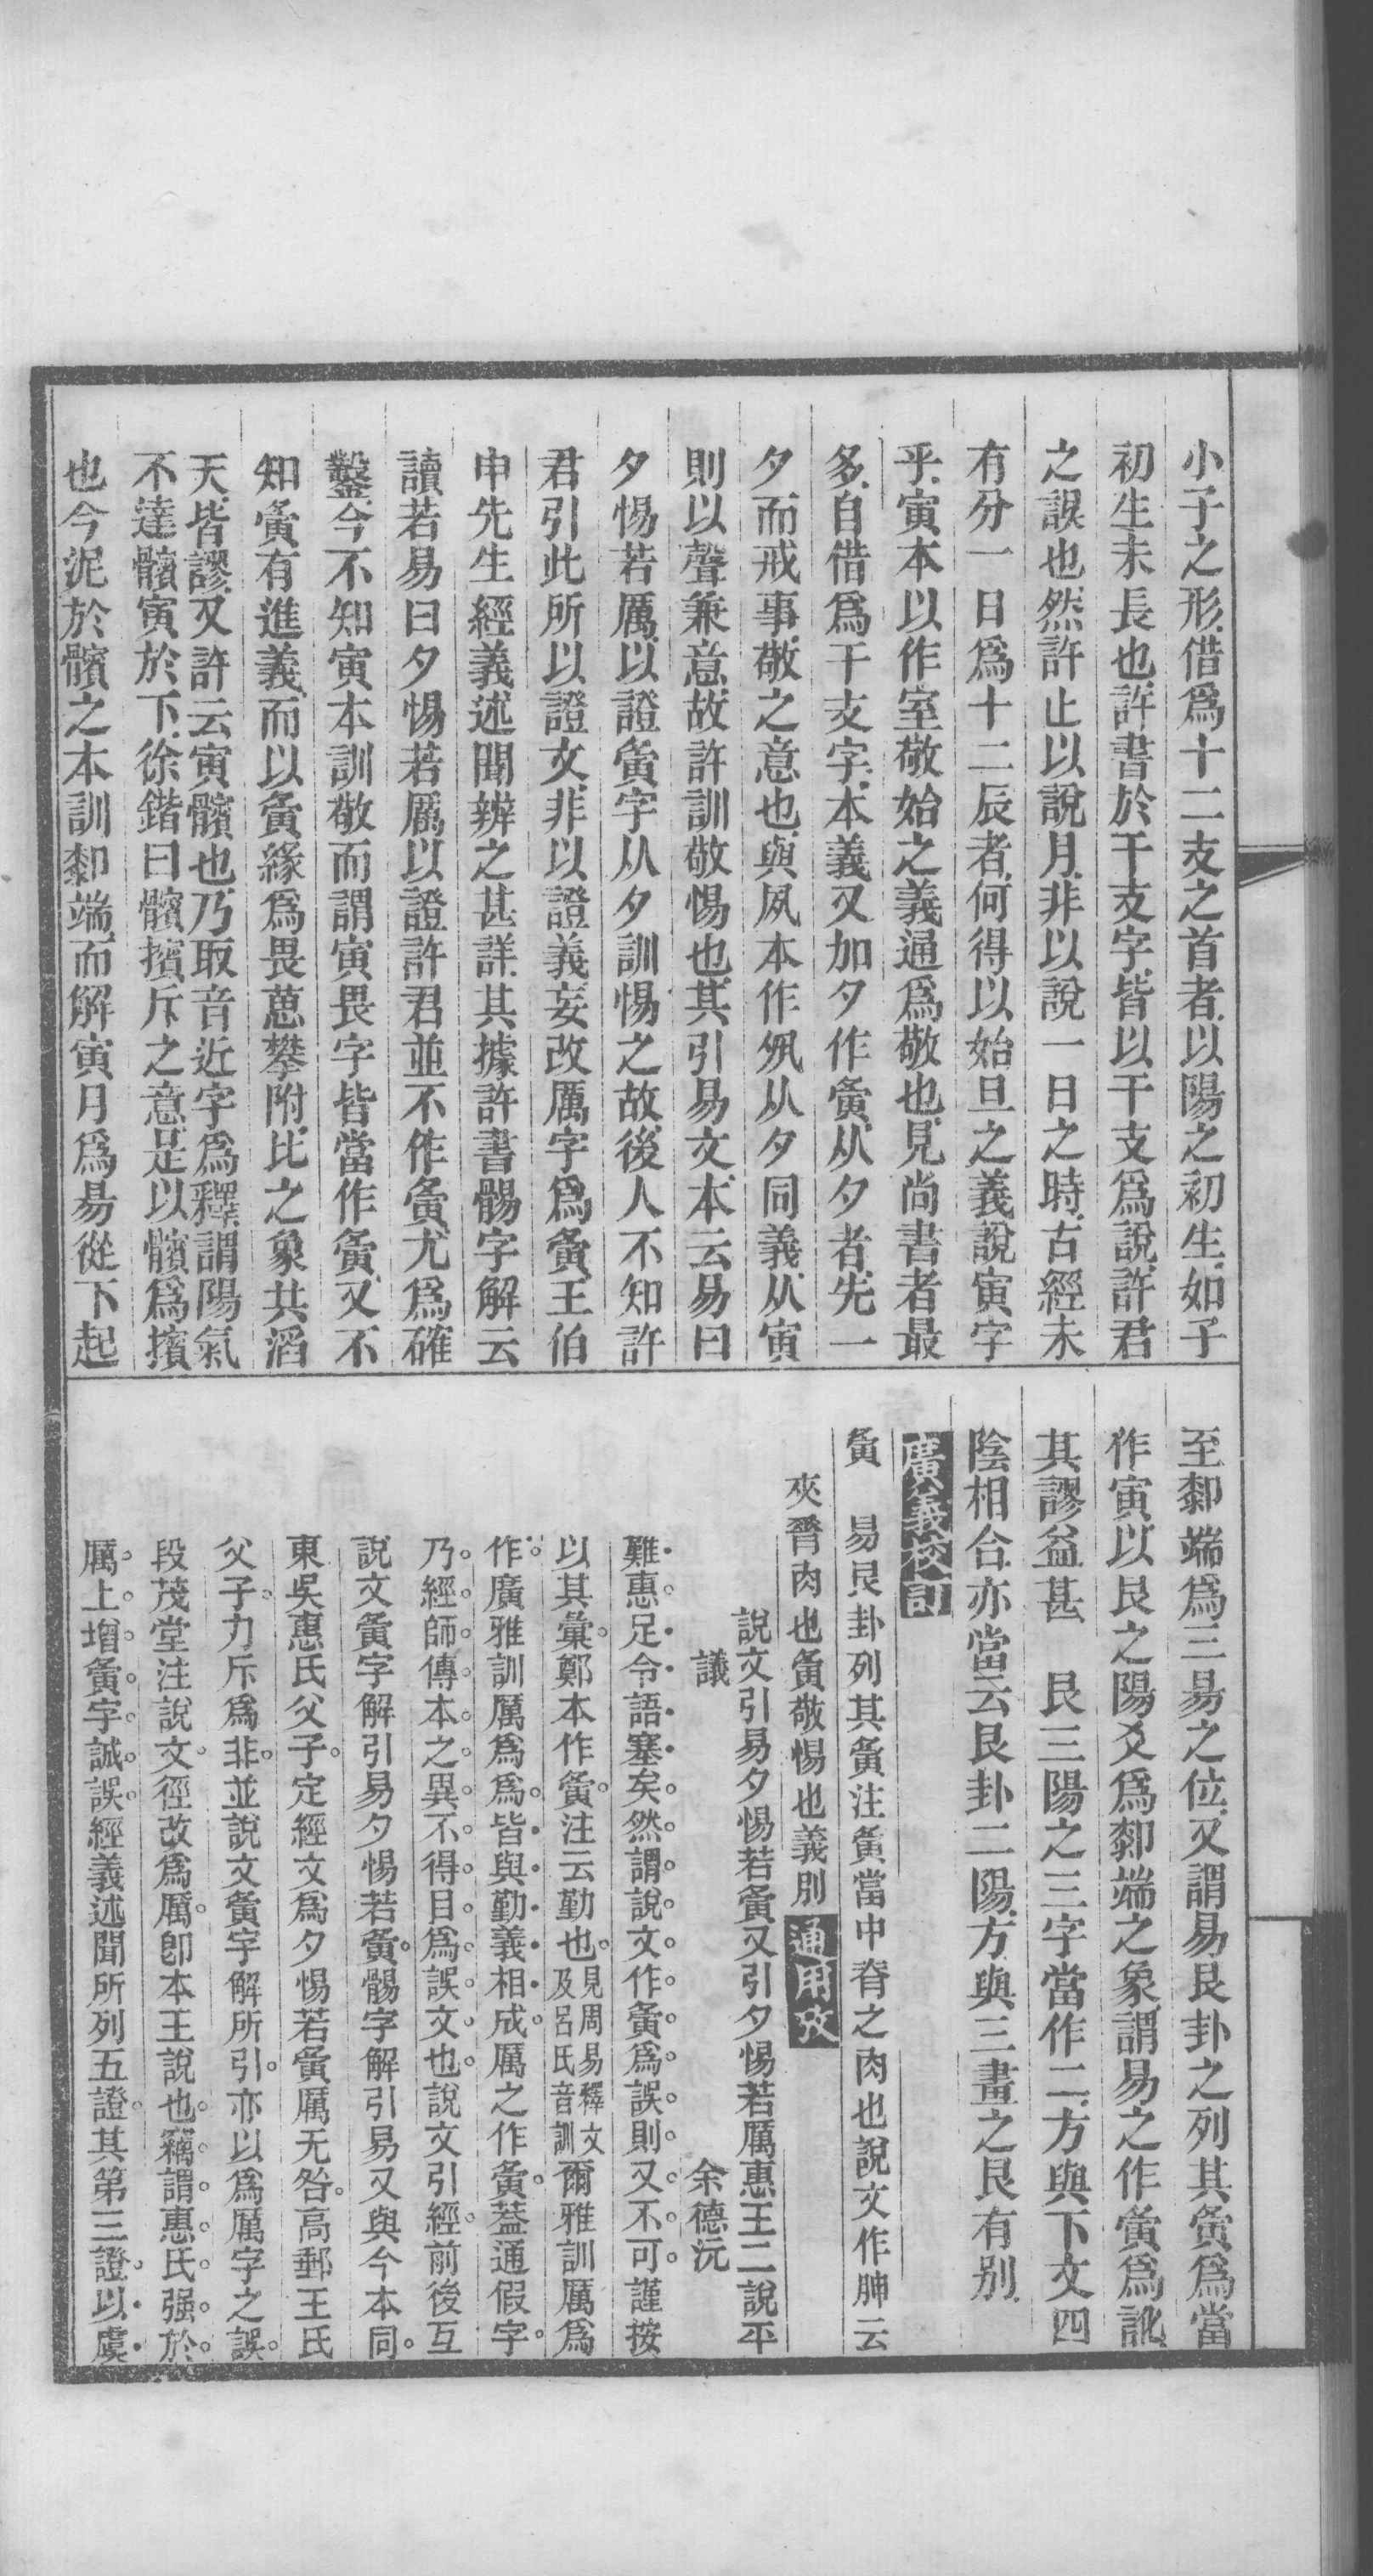 小子之形借爲十二支之首者以陽之初生如子
初生未長也許書於干支字皆以干支爲說許君
之誤也然許止以說月非以說一日之時古經未
有分一日爲十二辰者何得以始旦之義說寅字
乎寅本以作室敬始之義通爲敬也見尚書者最
多自借爲干支字本義又加夕作夤从夕者先一
夕而戒事敬之意也與夙本作夙从夕同義从寅
則以聲兼意故許訓敬惕也其引易文本云易曰
夕惕若厲以證夤字从夕訓惕之故後人不知許
君引此所以證文非以證義妄改厲字爲夤王伯
申先生經義述聞辨之甚詳其據許書䯜字解云
讀若易曰夕惕若厲以證許君並不作夤尤爲確
鑿今不知寅本訓敬而謂寅畏字皆當作夤又不
知夤有進義而以夤緣爲畏葸攀附比之象共滔
天皆謬又許云寅髕也乃取音近字爲釋謂陽氣
不達髕寅於下徐鍇曰髕擯斥之意是以髕爲擯
也今泥於髕之本訓厀端而解寅月爲昜從下起
至厀端爲三昜之位又謂易艮卦之列其夤爲當
作寅以艮之陽爻爲厀端之象謂易之作夤爲訛
其謬益甚　艮三陽之三字當作二方與下文四
陰相合亦當云艮卦二陽方與三畫之艮有別
廣義校訂
夤　易艮卦列其夤注夤當中脊之肉也說文作胂云
夾脊肉也夤敬惕也義別通用攷
說文引易夕惕若夤又引夕惕若厲惠王二說平
議　余德沅
難惠足令語塞矣然謂說文作夤爲誤則又不可謹按
以其彙鄭本作夤注云勤也見周易釋文及呂氏音訓爾雅訓厲爲
作廣雅訓厲爲爲皆與勤義相成厲之作夤蓋通假字
乃經師傳本之異不得目爲誤文也說文引經前後互
說文夤字解引易夕惕若夤䯜字解引易又與今本同
東吳惠氏父子定經文爲夕惕若夤厲无咎高郵王氏
父子力斥爲非並說文夤字解所引亦以爲厲字之誤
段茂堂注說文徑改爲厲卽本王說也竊謂惠氏强於
厲上增夤字誠誤經義述聞所列五證其第三證以虞